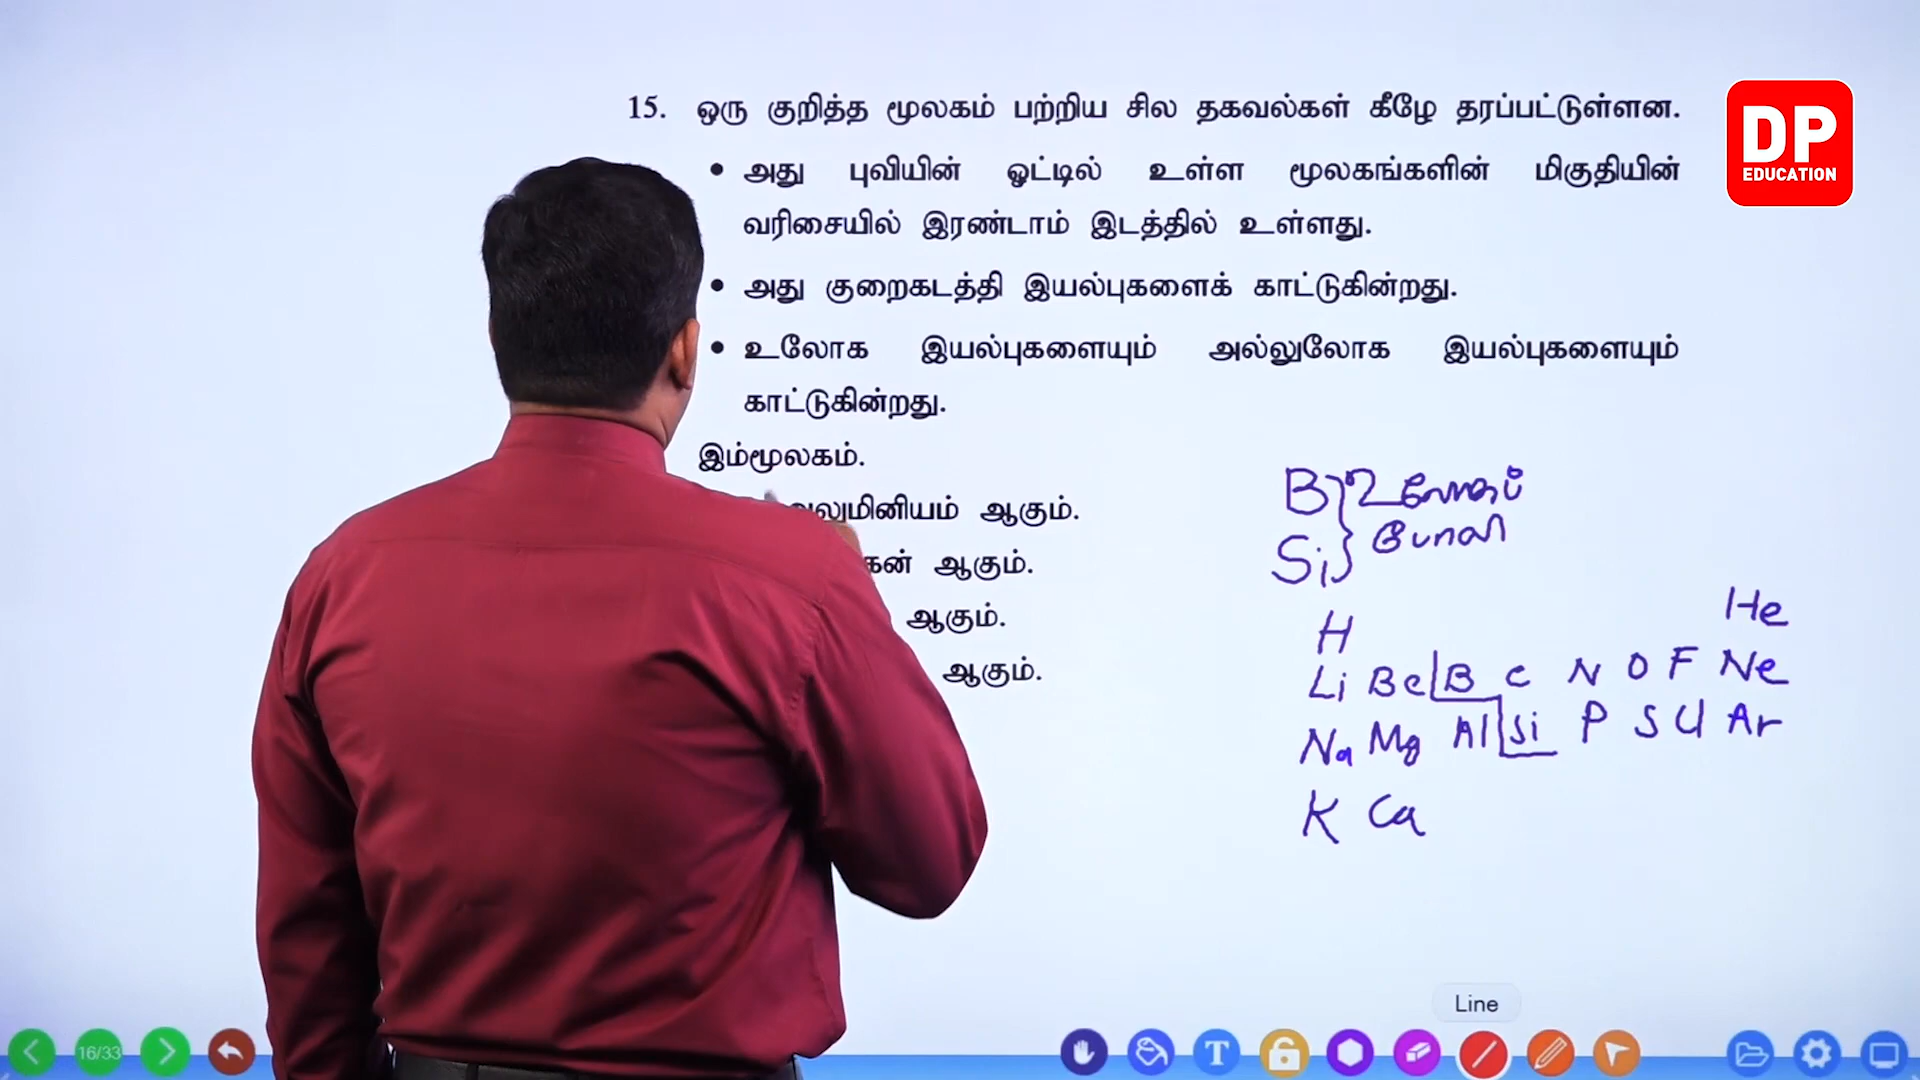 15. ஒரு குறித்த மூலகம் பற்றிய சில தகவல்கள் கீழே தரப்பட்டுள்ளன.
• அது புவியின் ஓட்டில் உள்ள மூலகங்களின் மிகுதியின்
வரிசையில் இரண்டாம் இடத்தில் உள்ளது.
• அது குறைகடத்தி இயல்புகளைக் காட்டுகின்றது.
• உலோக இயல்புகளையும் அல்லுலோக இயல்புகளையும்
காட்டுகின்றது.
இம்மூலகம்.
அலுமினியம் ஆகும்.
கன் ஆகும்.
ஆகும்.
ஆகும்.
DP
EDUCATION
B உலோகப்
Si போலி
H He
Li Be B C N O F Ne
Na Mg Al Si P S Cl Ar
K Ca
Line
16/33
T